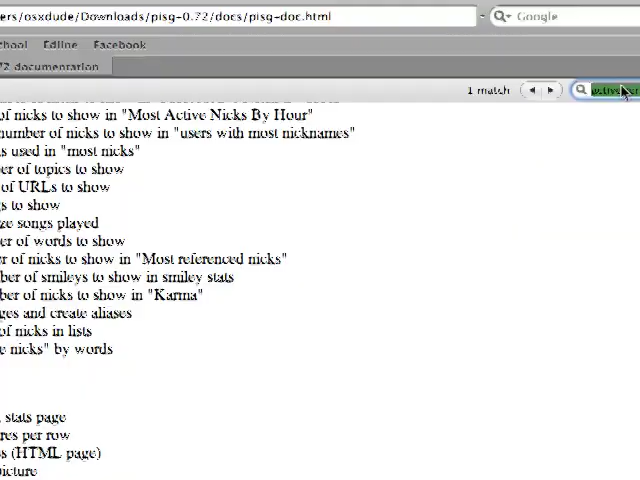 ers/osxdude/Downloads/pisg-0.72/docs/pisg-doc.html
Google
chool Edline Facebook
72 documentation
1 match
of nicks to show in "Most Active Nicks By Hour"
number of nicks to show in "users with most nicknames"
s used in "most nicks"
er of topics to show
of URLs to show
gs to show
ze songs played
er of words to show
r of nicks to show in "Most referenced nicks"
ber of smileys to show in smiley stats
ber of nicks to show in "Karma"
ges and create aliases
of nicks in lists
e nicks" by words
stats page
res per row
s (HTML page)
picture